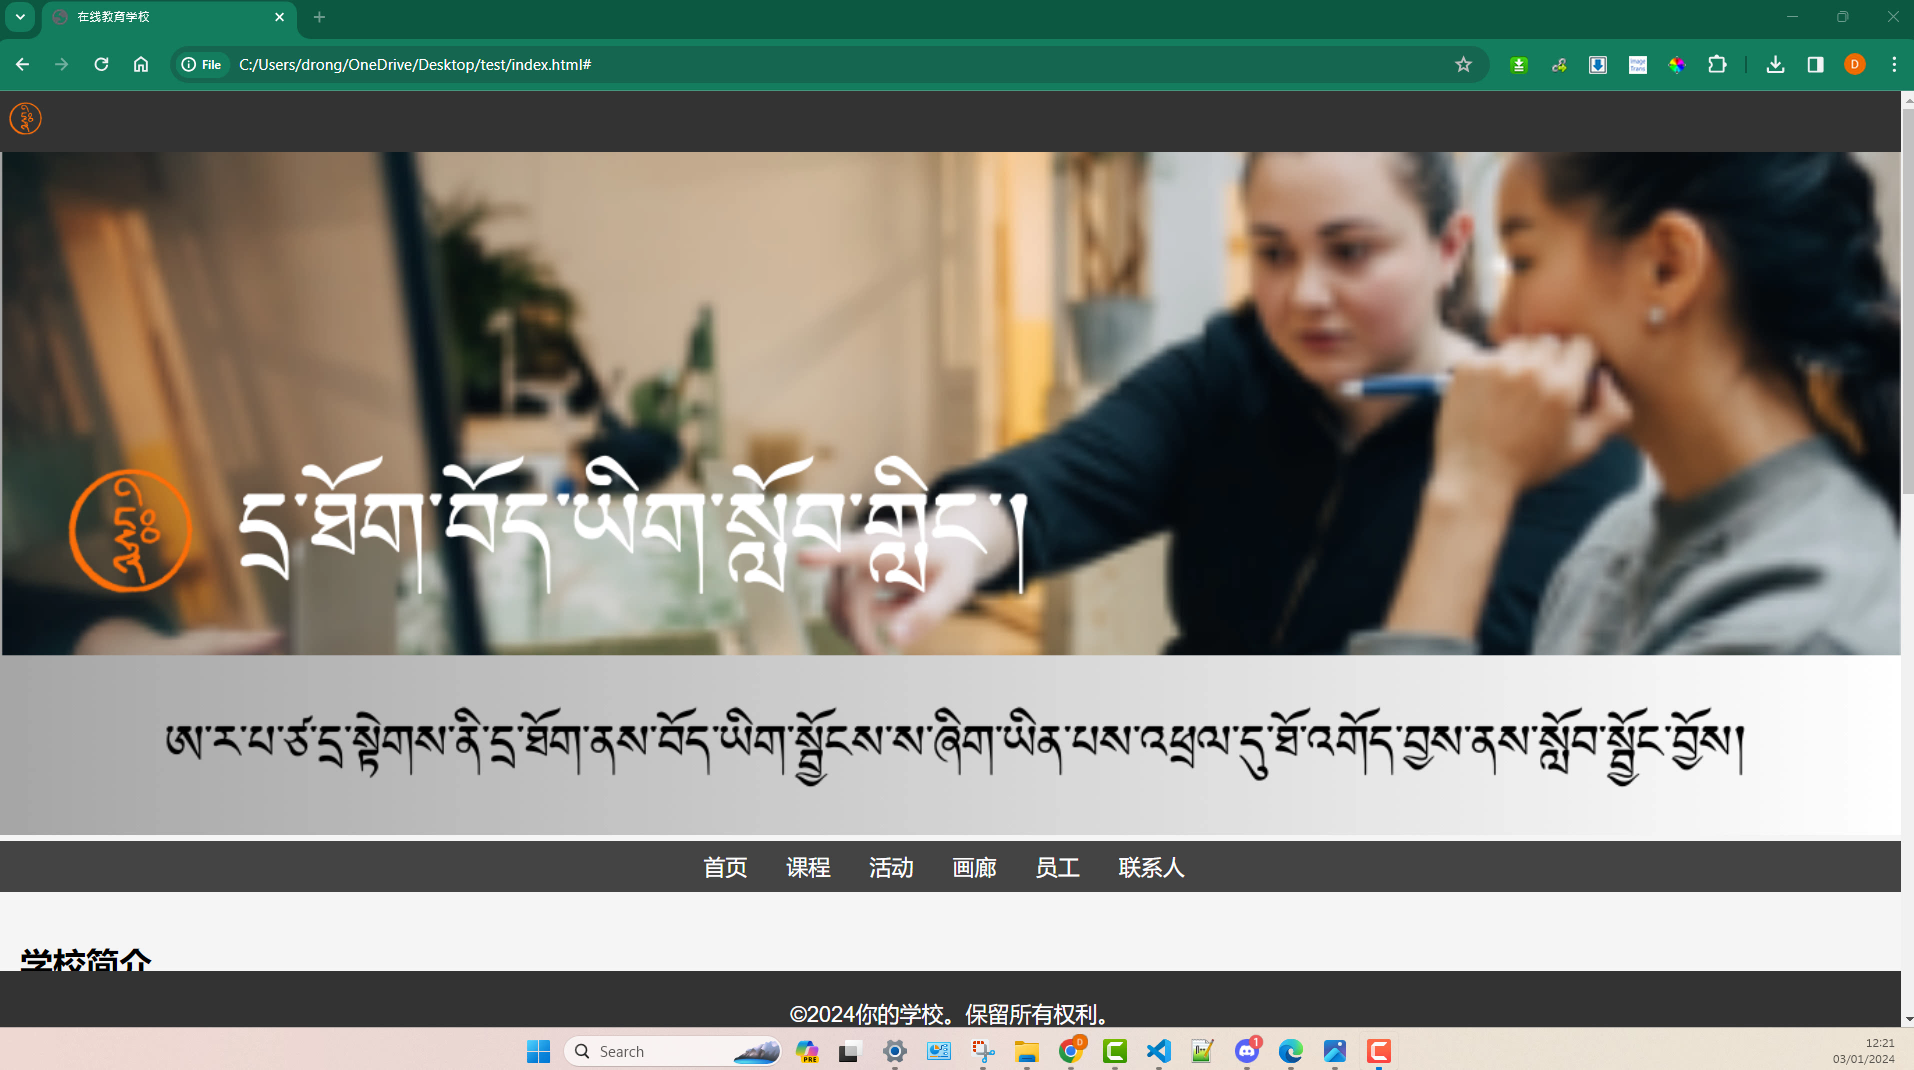 在线教育学校
File
C:/Users/drong/OneDrive/Desktop/test/index.html#
D
དྲ་ཐོག་བོད་ཡིག་སློབ་གླིང་།
ཨ་ར་པ་ཙ་དྲ་སྟེགས་ནི་དྲ་ཐོག་ནས་བོད་ཡིག་སྦྱོངས་ས་ཞིག་ཡིན་པས་འཕྲལ་དུ་ཐོ་འགོད་བྱས་ནས་སློབ་སྦྱོང་བྱོས།
首页 课程 活动 画廊 员工 联系人
学校简介
©2024你的学校。保留所有权利。
Search
PRE
D
1
12:21
03/01/2024